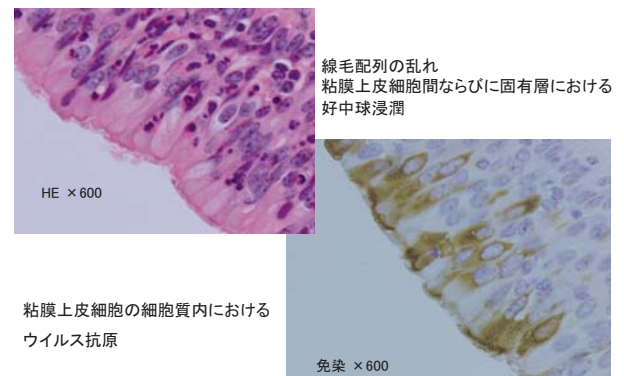 線毛配列の乱れ
粘膜上皮細胞間ならびに固有層における
好中球浸潤
HE ×600
粘膜上皮細胞の細胞質内における
ウイルス抗原
免染 ×600